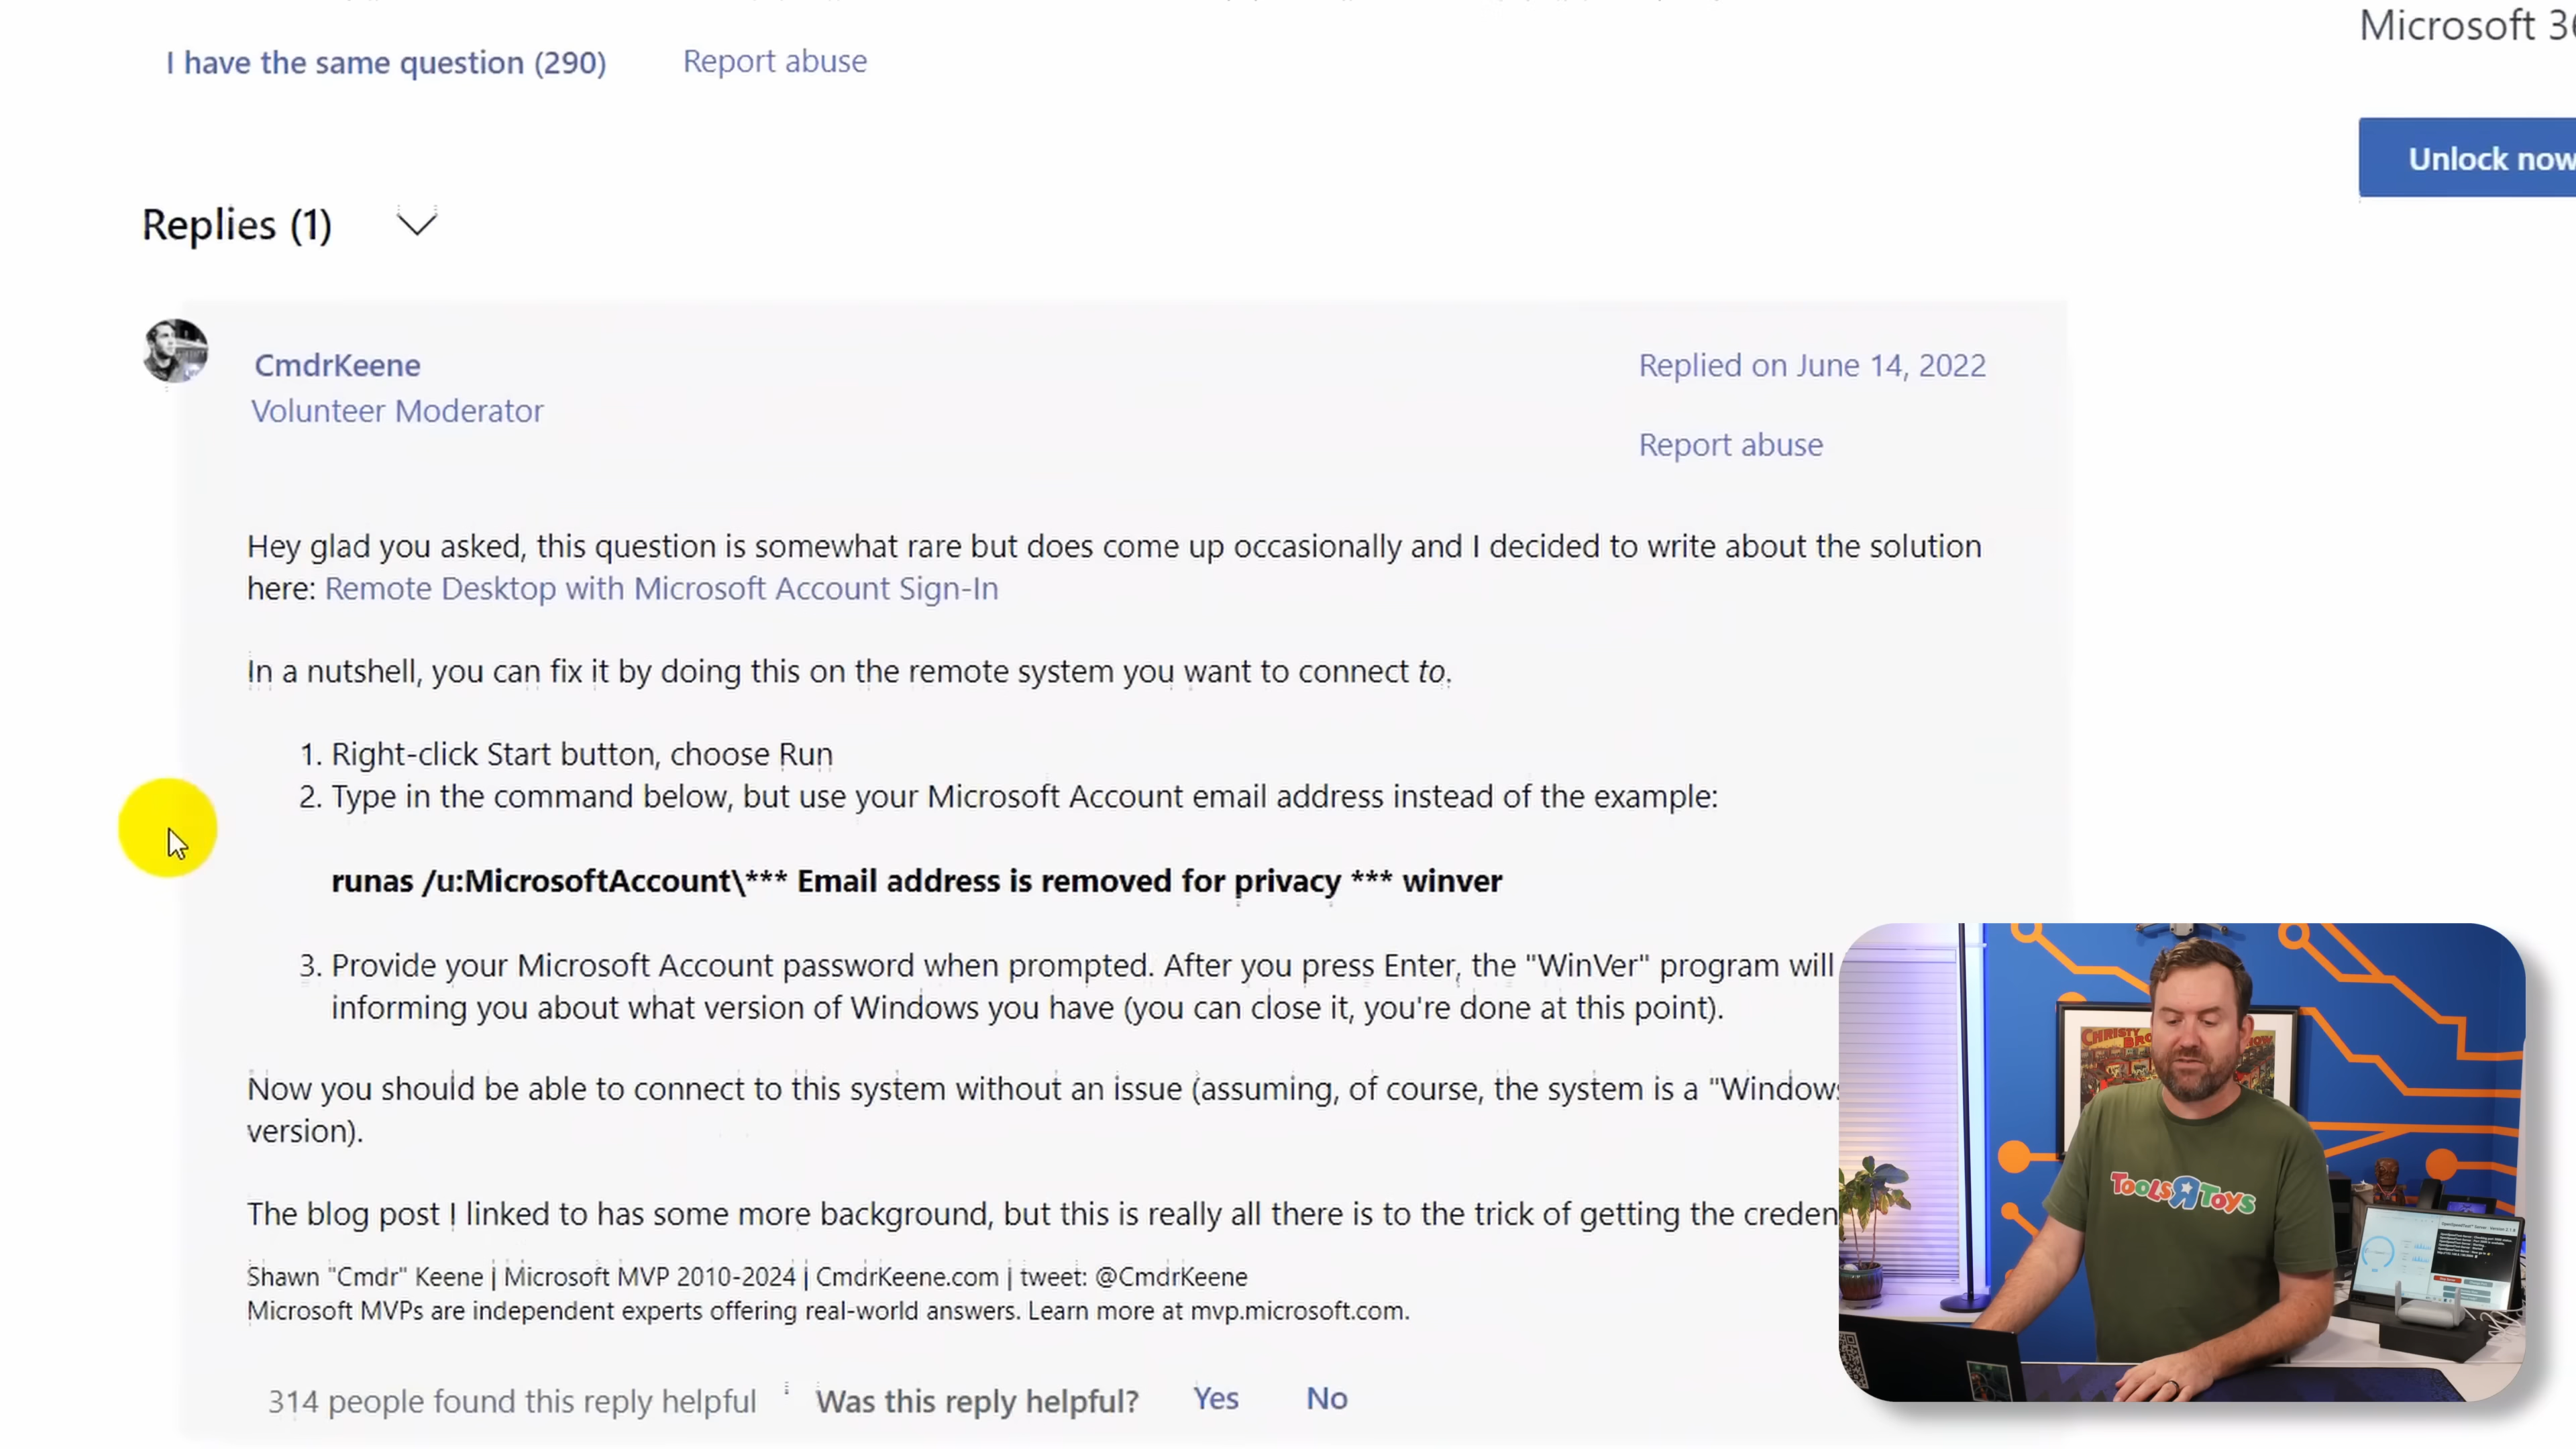 Microsoft 36
I have the same question (290) Report abuse
Unlock now
Replies (1)
CmdrKeene
Replied on June 14, 2022
Volunteer Moderator
Report abuse
Hey glad you asked, this question is somewhat rare but does come up occasionally and I decided to write about the solution
here: Remote Desktop with Microsoft Account Sign-In
In a nutshell, you can fix it by doing this on the remote system you want to connect to.
1. Right-click Start button, choose Run
2. Type in the command below, but use your Microsoft Account email address instead of the example:
runas /u:MicrosoftAccount\*** Email address is removed for privacy *** winver
3. Provide your Microsoft Account password when prompted. After you press Enter, the "WinVer" program will
informing you about what version of Windows you have (you can close it, you're done at this point).
Now you should be able to connect to this system without an issue (assuming, of course, the system is a "Windows
version).
The blog post I linked to has some more background, but this is really all there is to the trick of getting the creden
Shawn "Cmdr" Keene | Microsoft MVP 2010-2024 | CmdrKeene.com | tweet: @CmdrKeene
Microsoft MVPs are independent experts offering real-world answers. Learn more at mvp.microsoft.com.
314 people found this reply helpful Was this reply helpful? Yes No
CHRISTY
TOOLS R TOYS